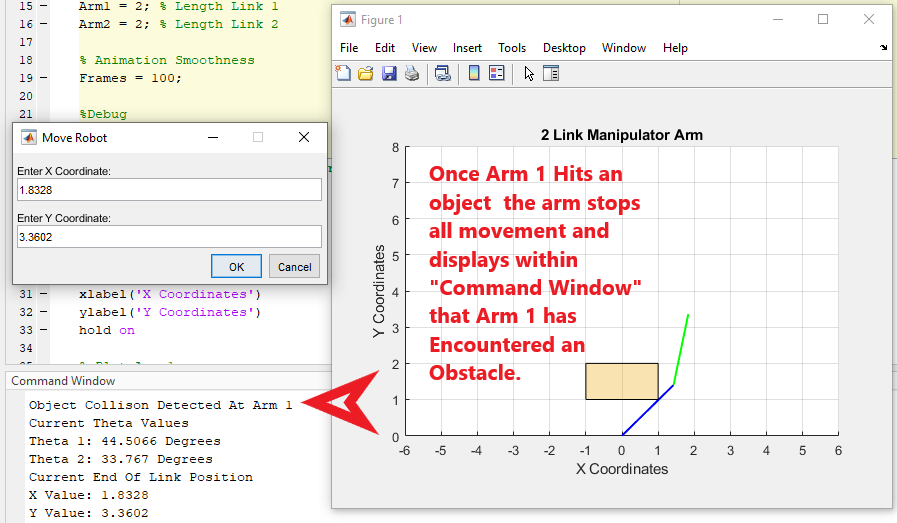 15 – Arm1 = 2; % Length Link 1
16 – Arm2 = 2; % Length Link 2
17
18 % Animation Smoothness
19 – Frames = 100;
20
21 %Debug
Move Robot
Enter X Coordinate:
1.8328
Enter Y Coordinate:
3.3602
OK Cancel
31 – xlabel('X Coordinates')
32 – ylabel('Y Coordinates')
33 – hold on
34
Command Window
Object Collison Detected At Arm 1
Current Theta Values
Theta 1: 44.5066 Degrees
Theta 2: 33.767 Degrees
Current End Of Link Position
X Value: 1.8328
Y Value: 3.3602
Figure 1
File Edit View Insert Tools Desktop Window Help
2 Link Manipulator Arm
Once Arm 1 Hits an
object the arm stops
all movement and
displays within
"Command Window"
that Arm 1 has
Encountered an
Obstacle.
Y Coordinates
8
7
6
5
4
3
2
1
0
-6 -5 -4 -3 -2 -1 0 1 2 3 4 5 6
X Coordinates